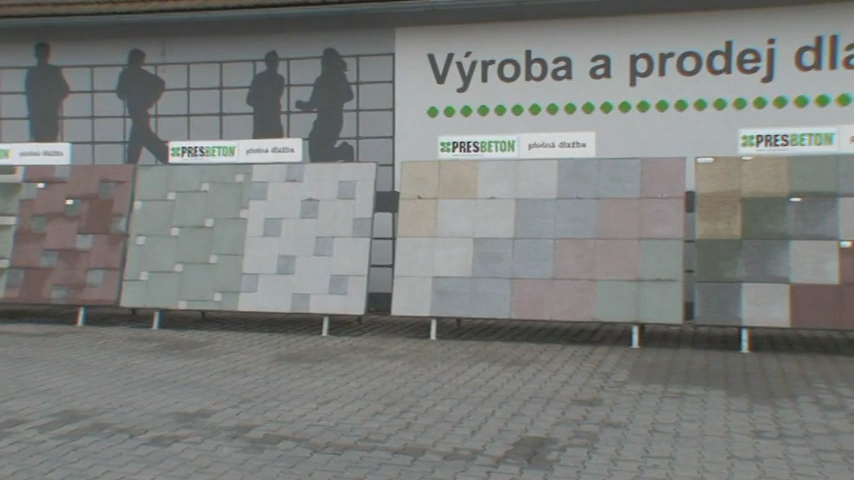 Výroba a prodej dla
PRESBETON plošná dlažba
PRESBETON plošná dlažba
PRESBETON